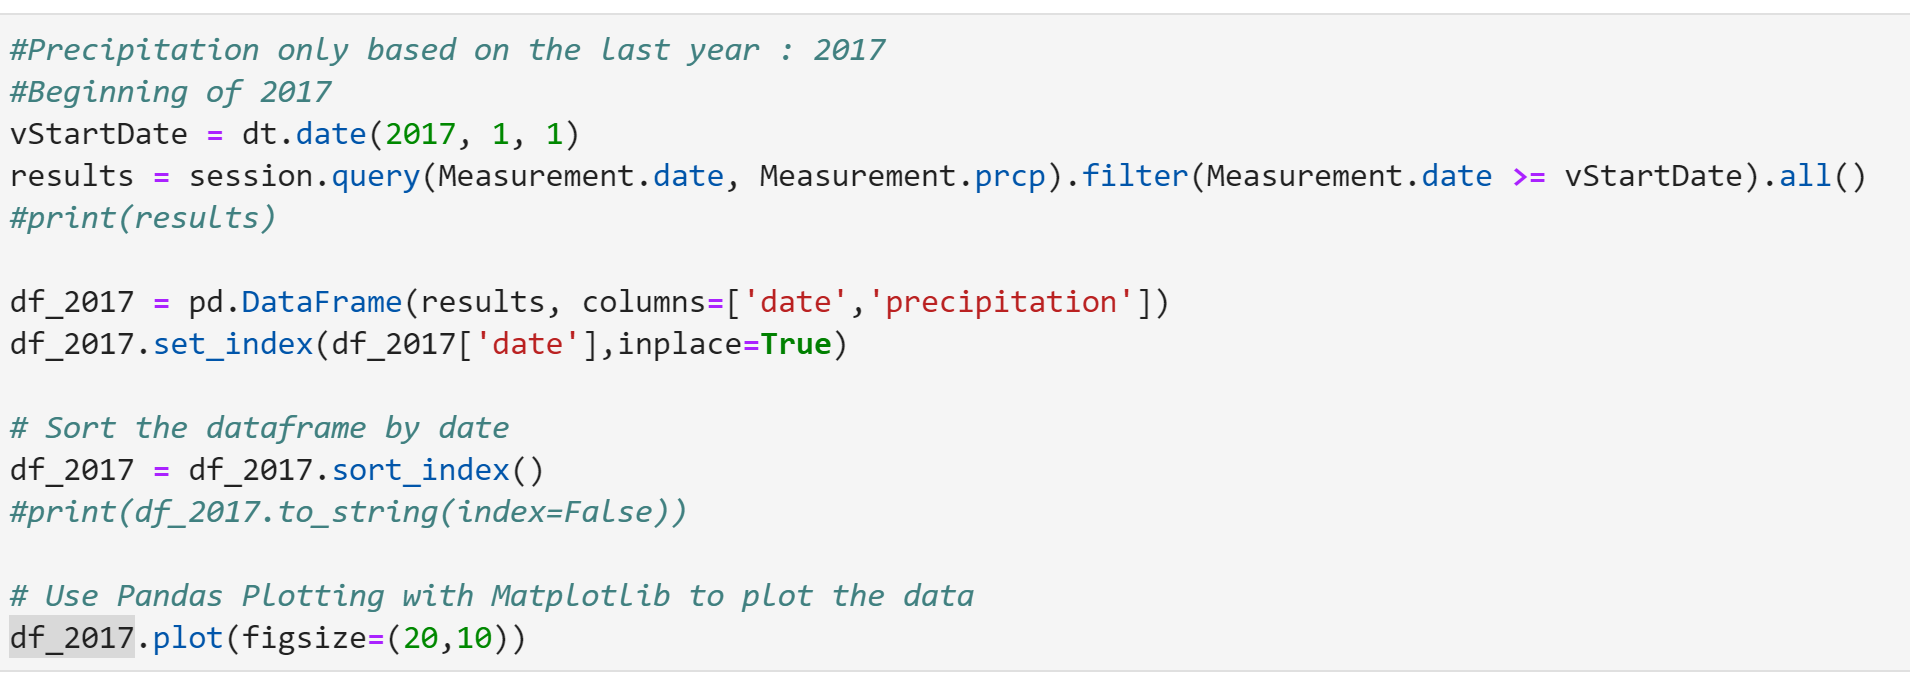 #Precipitation only based on the last year : 2017
#Beginning of 2017
vStartDate = dt.date(2017, 1, 1)
results = session.query(Measurement.date, Measurement.prcp).filter(Measurement.date >= vStartDate).all()
#print(results)
df_2017 = pd.DataFrame(results, columns=['date','precipitation'])
df_2017.set_index(df_2017['date'],inplace=True)
# Sort the dataframe by date
df_2017 = df_2017.sort_index()
#print(df_2017.to_string(index=False))
# Use Pandas Plotting with Matplotlib to plot the data
df_2017.plot(figsize=(20,10))